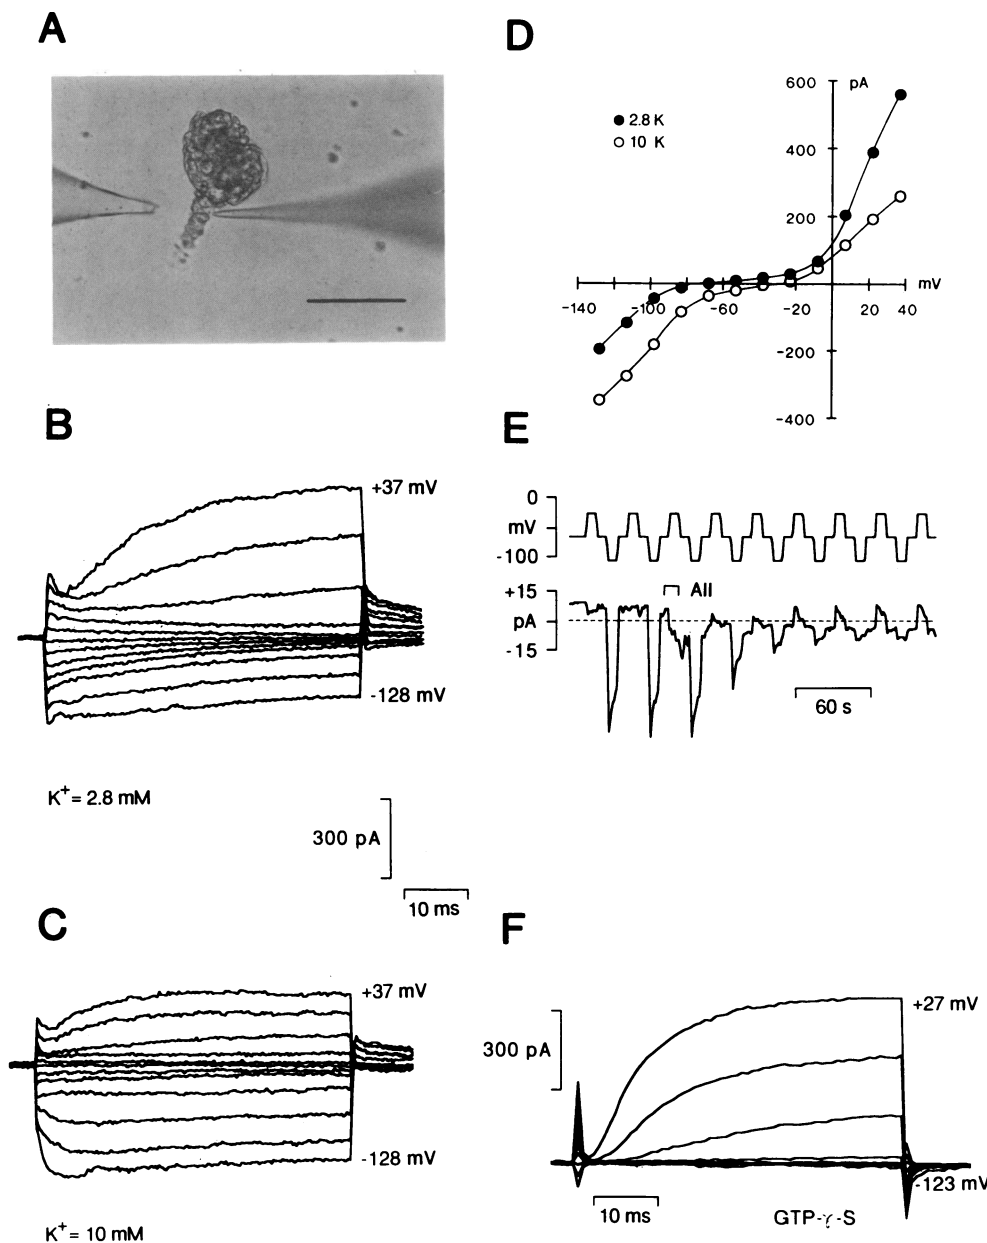 A
B
+37 mV
-128 mV
K+ = 2.8 mM
300 pA
10 ms
C
+37 mV
-128 mV
K+ = 10 mM
D
600
pA
2.8 K
10 K
400
200
mV
-140
-100
-60
-20
20
40
-200
-400
E
0
mV
-100
+15
AII
pA
-15
60 s
F
+27 mV
300 pA
-123 mV
10 ms
GTP-γ-S